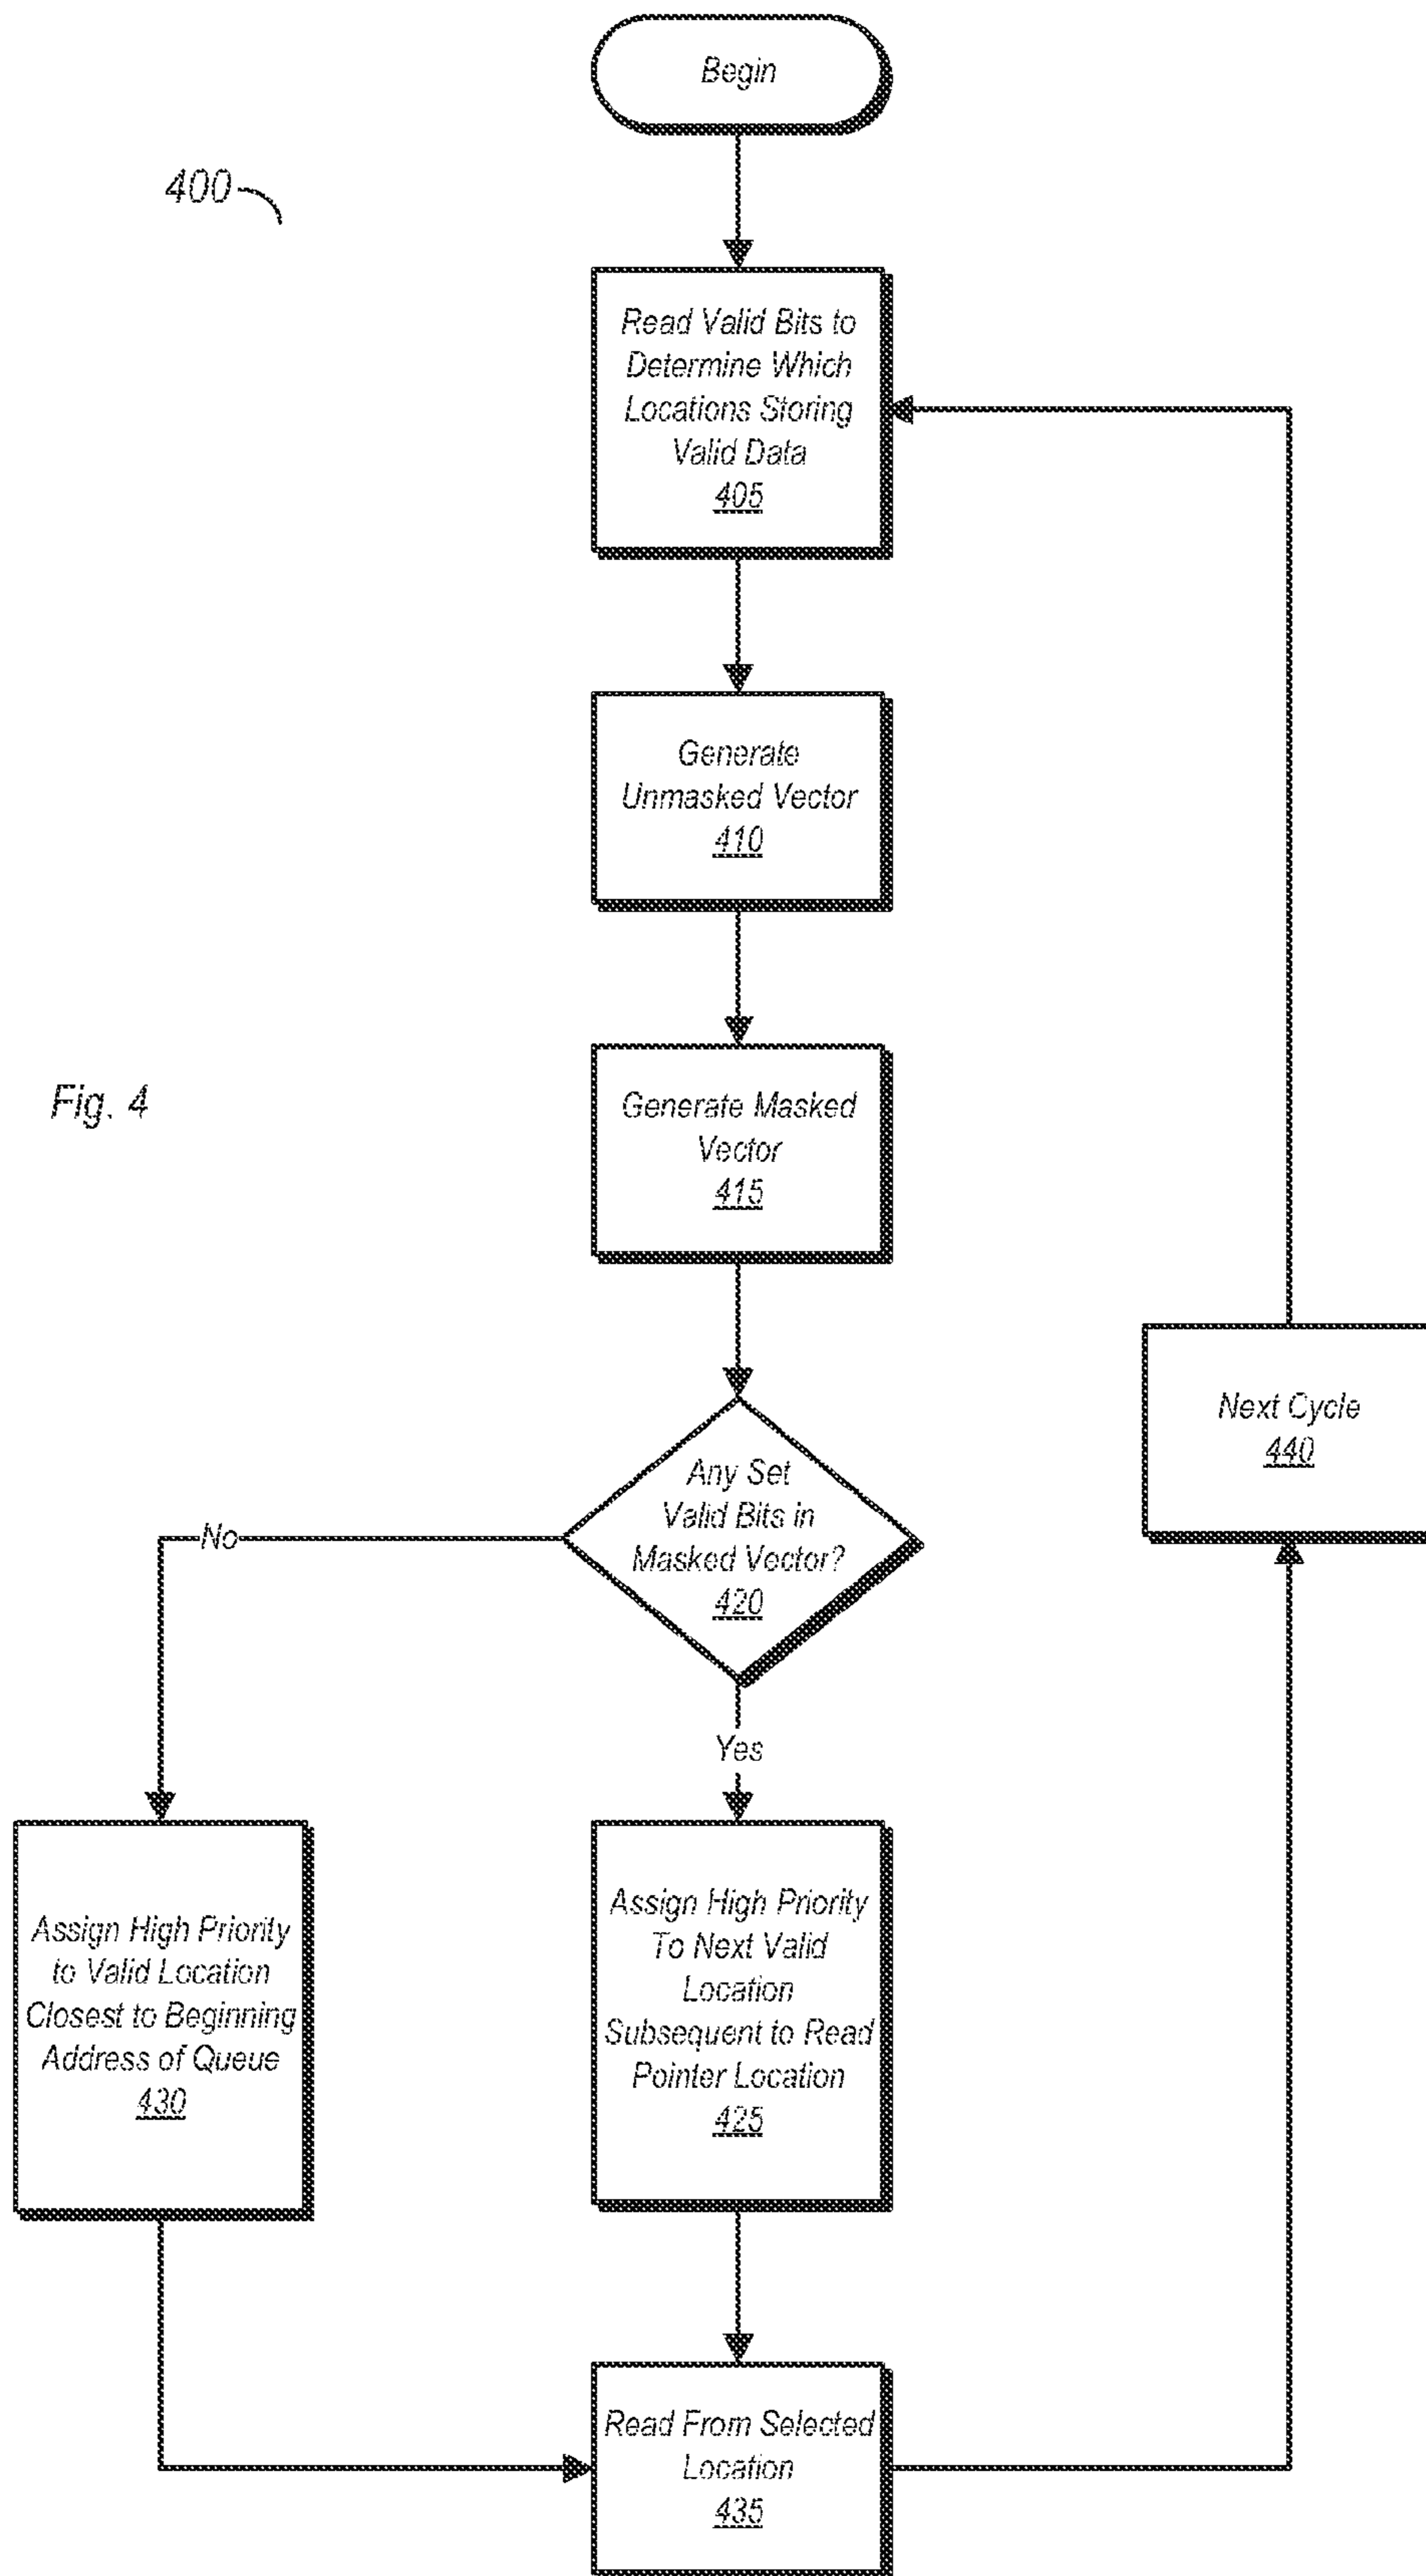 Begin
400
Read Valid Bits to
Determine Which
Locations Storing
Valid Data
405
Generate
Unmasked Vector
410
Fig. 4
Generate Masked
Vector
415
Next Cycle
440
Any Set
Valid Bits in
Masked Vector?
420
No
Yes
Assign High Priority
to Valid Location
Closest to Beginning
Address of Queue
430
Assign High Priority
To Next Valid
Location
Subsequent to Read
Pointer Location
425
Read From Selected
Location
435